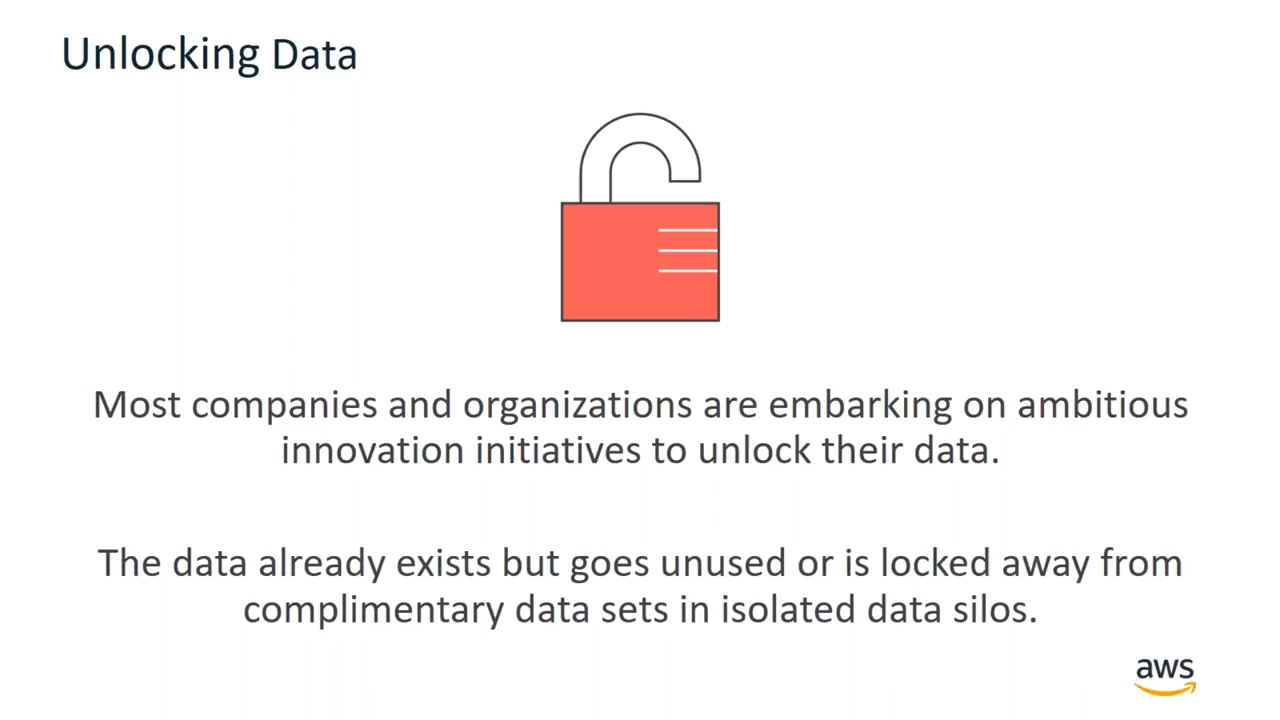 Unlocking Data
Most companies and organizations are embarking on ambitious
innovation initiatives to unlock their data.
The data already exists but goes unused or is locked away from
complimentary data sets in isolated data silos.
aws